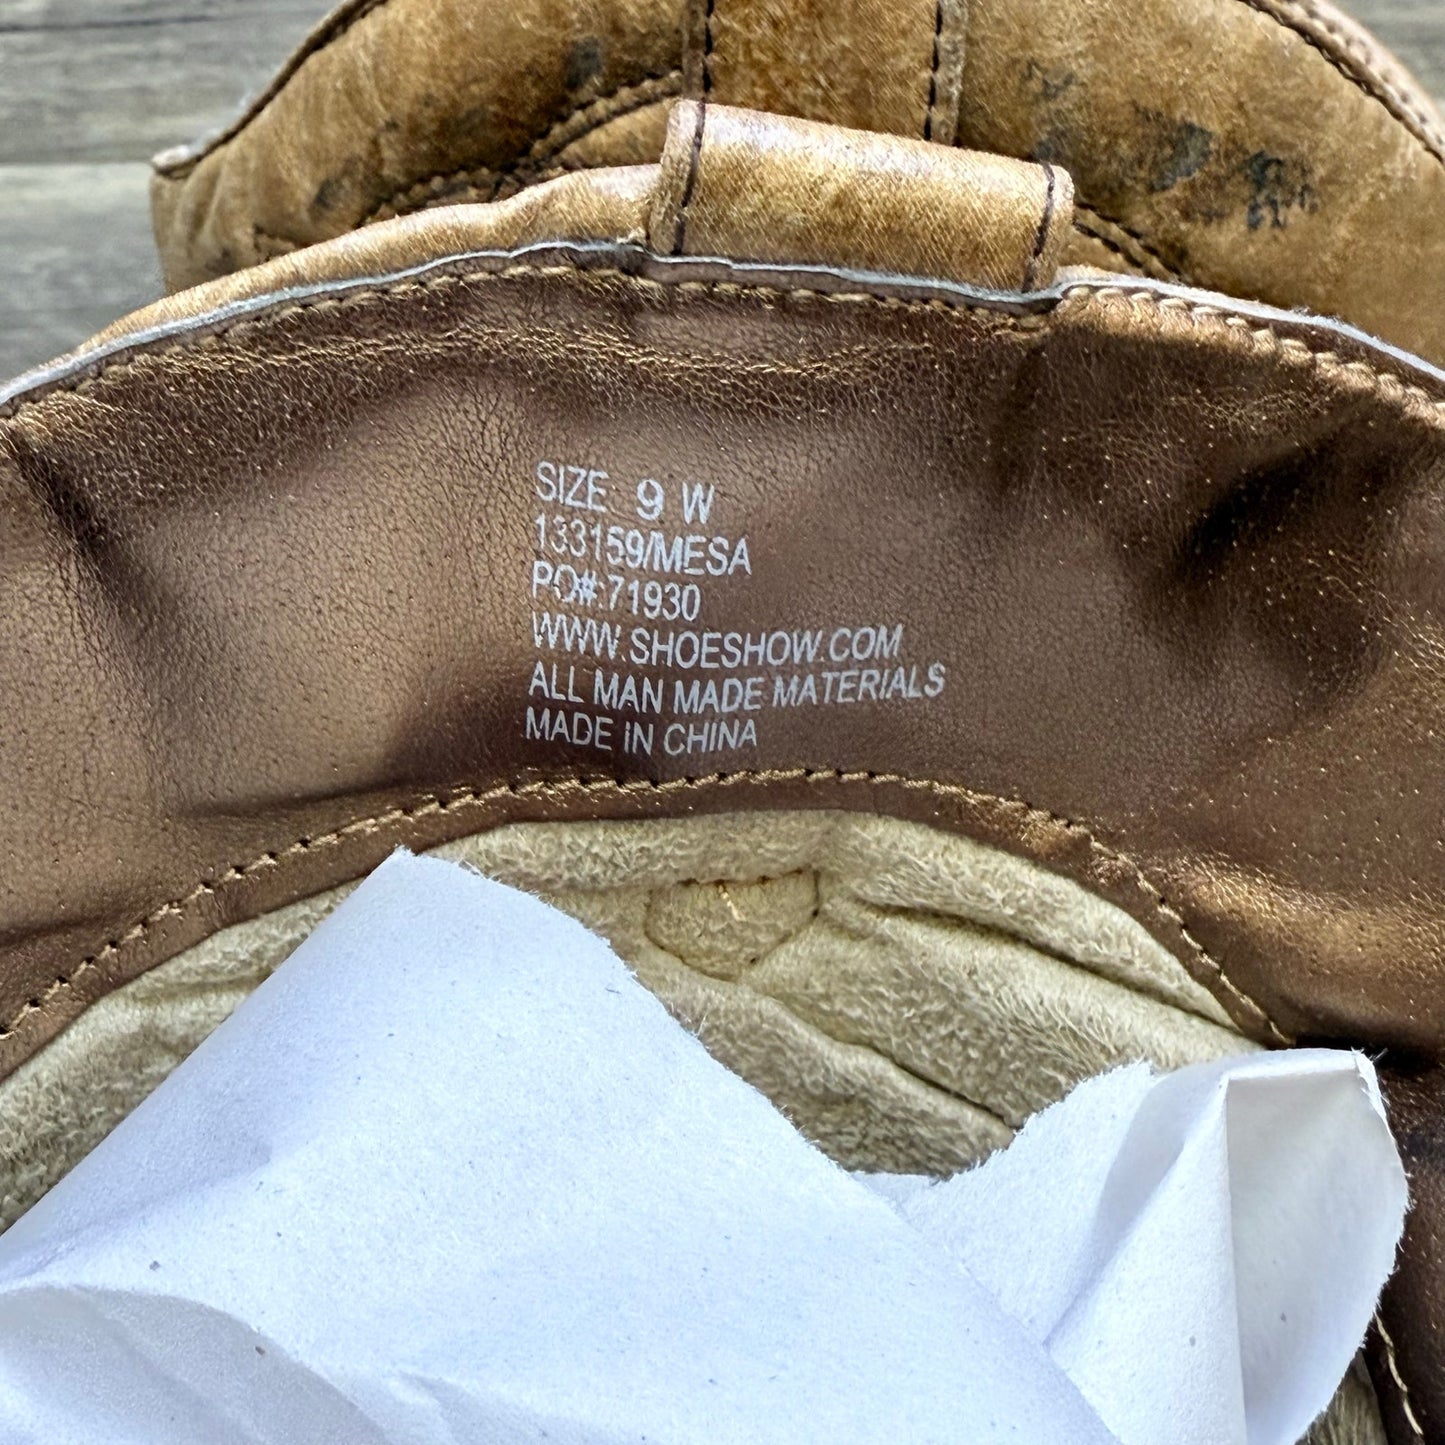 SIZE 9 W
133159/MESA
PO#:71930
WWW.SHOESHOW.COM
ALL MAN MADE MATERIALS
MADE IN CHINA